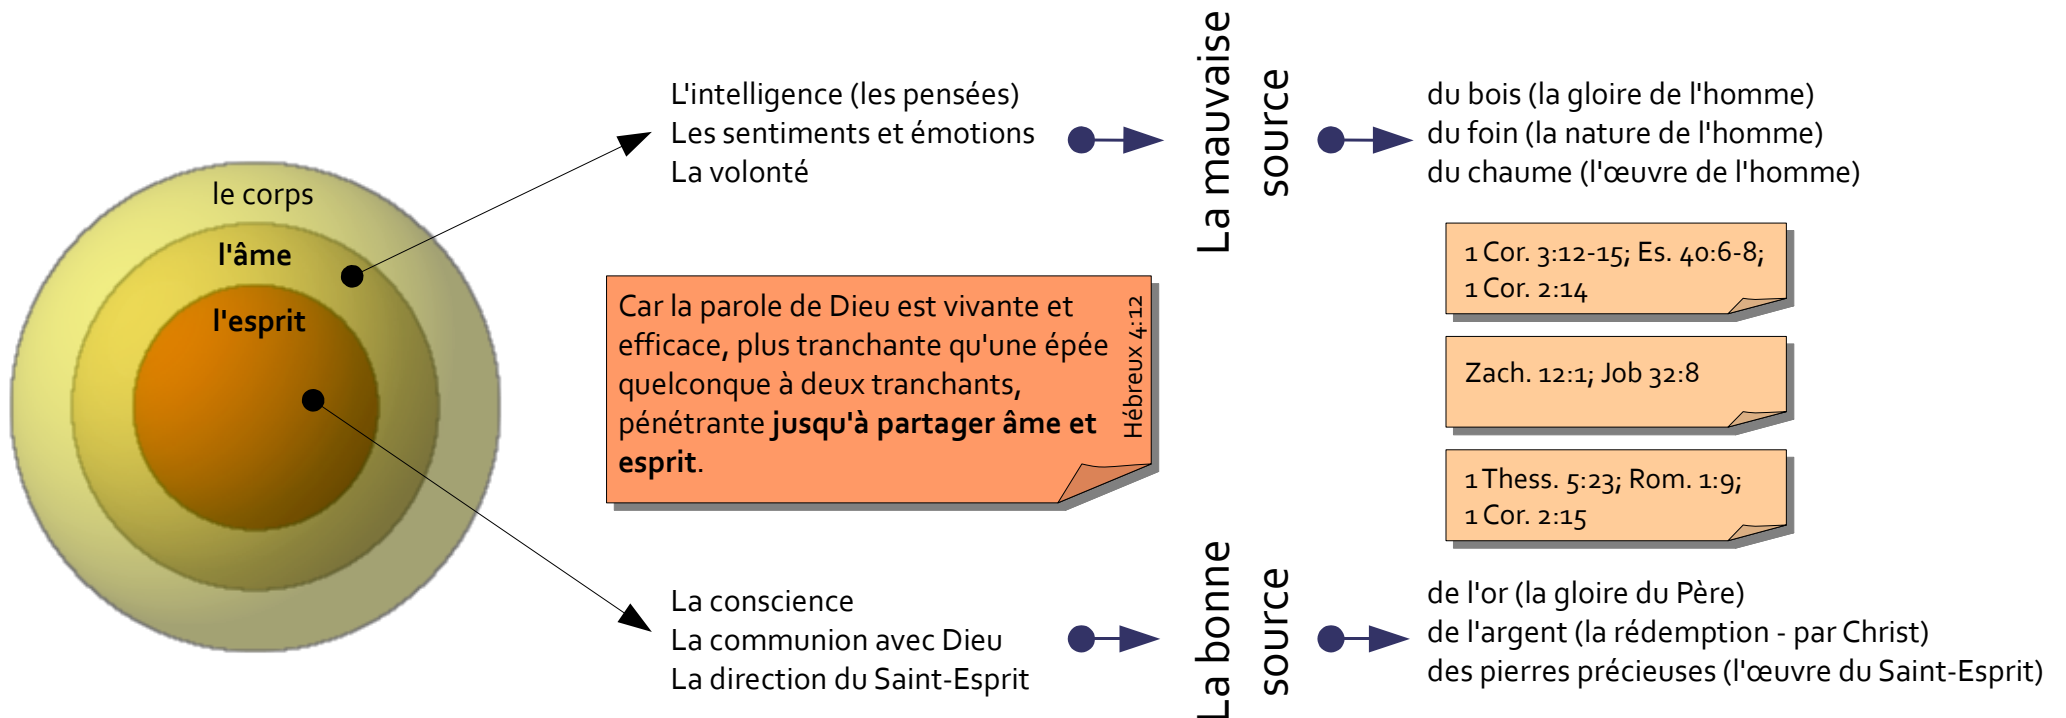 le corps
l'âme
l'esprit
L'intelligence (les pensées)
Les sentiments et émotions
La volonté
La mauvaise
source
du bois (la gloire de l'homme)
du foin (la nature de l'homme)
du chaume (l'œuvre de l'homme)
Car la parole de Dieu est vivante et
efficace, plus tranchante qu'une épée
quelconque à deux tranchants,
pénétrante jusqu'à partager âme et
esprit.
Hébreux 4:12
1 Cor. 3:12-15; Es. 40:6-8;
1 Cor. 2:14
Zach. 12:1; Job 32:8
1 Thess. 5:23; Rom. 1:9;
1 Cor. 2:15
La conscience
La communion avec Dieu
La direction du Saint-Esprit
La bonne
source
de l'or (la gloire du Père)
de l'argent (la rédemption - par Christ)
des pierres précieuses (l'œuvre du Saint-Esprit)